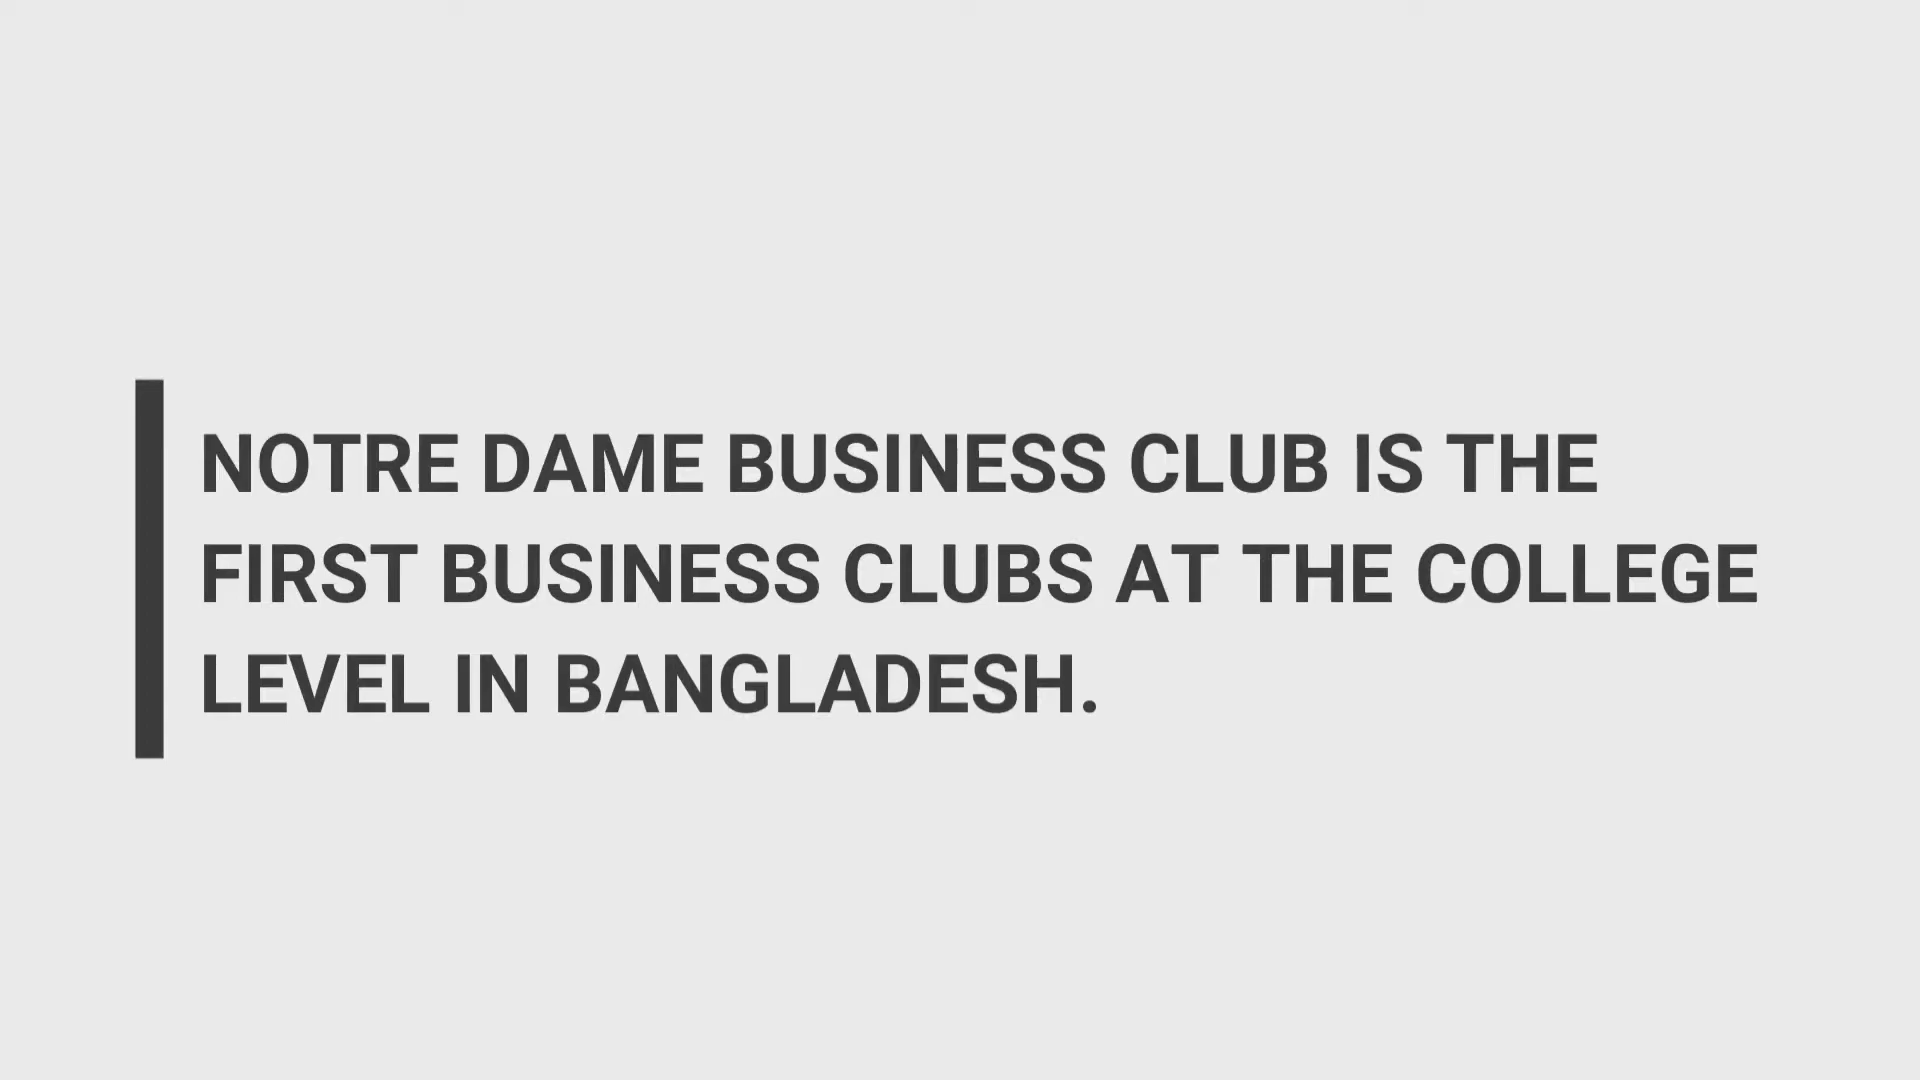 NOTRE DAME BUSINESS CLUB IS THE
FIRST BUSINESS CLUBS AT THE COLLEGE
LEVEL IN BANGLADESH.